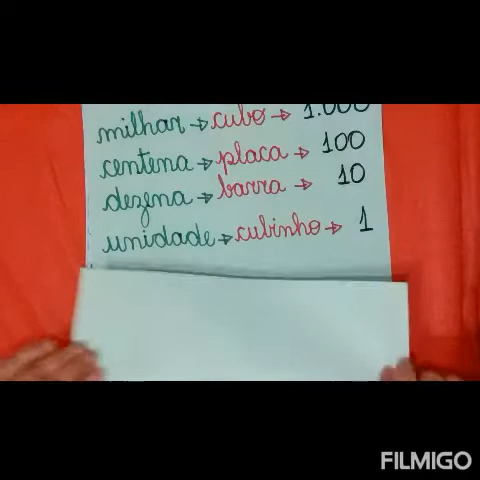 milhar → cubo → 1.000
centena → placa → 100
dezena → barra → 10
unidade → cubinho → 1
FILMIGO